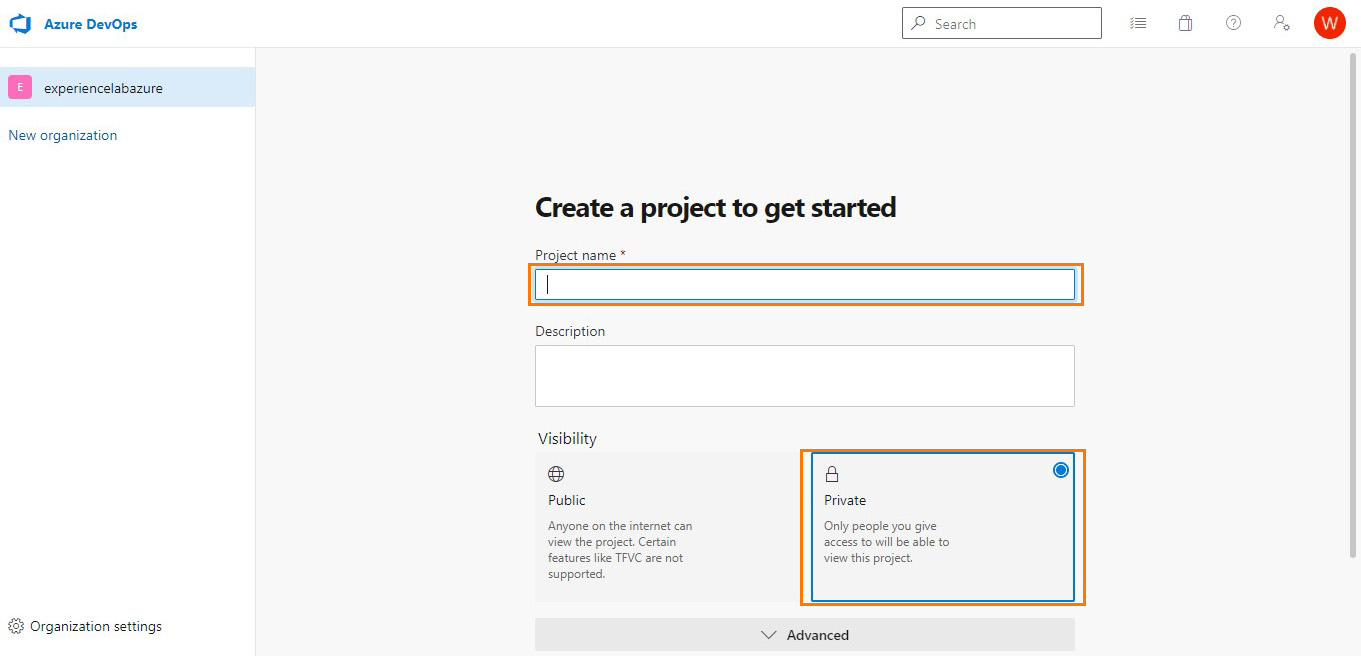 Azure DevOps
Search
W
E
experiencelabazure
New organization
Create a project to get started
Project name *
Description
Visibility
Public
Anyone on the internet can
view the project. Certain
features like TFVC are not
supported.
Private
Only people you give
access to will be able to
view this project.
Advanced
Organization settings